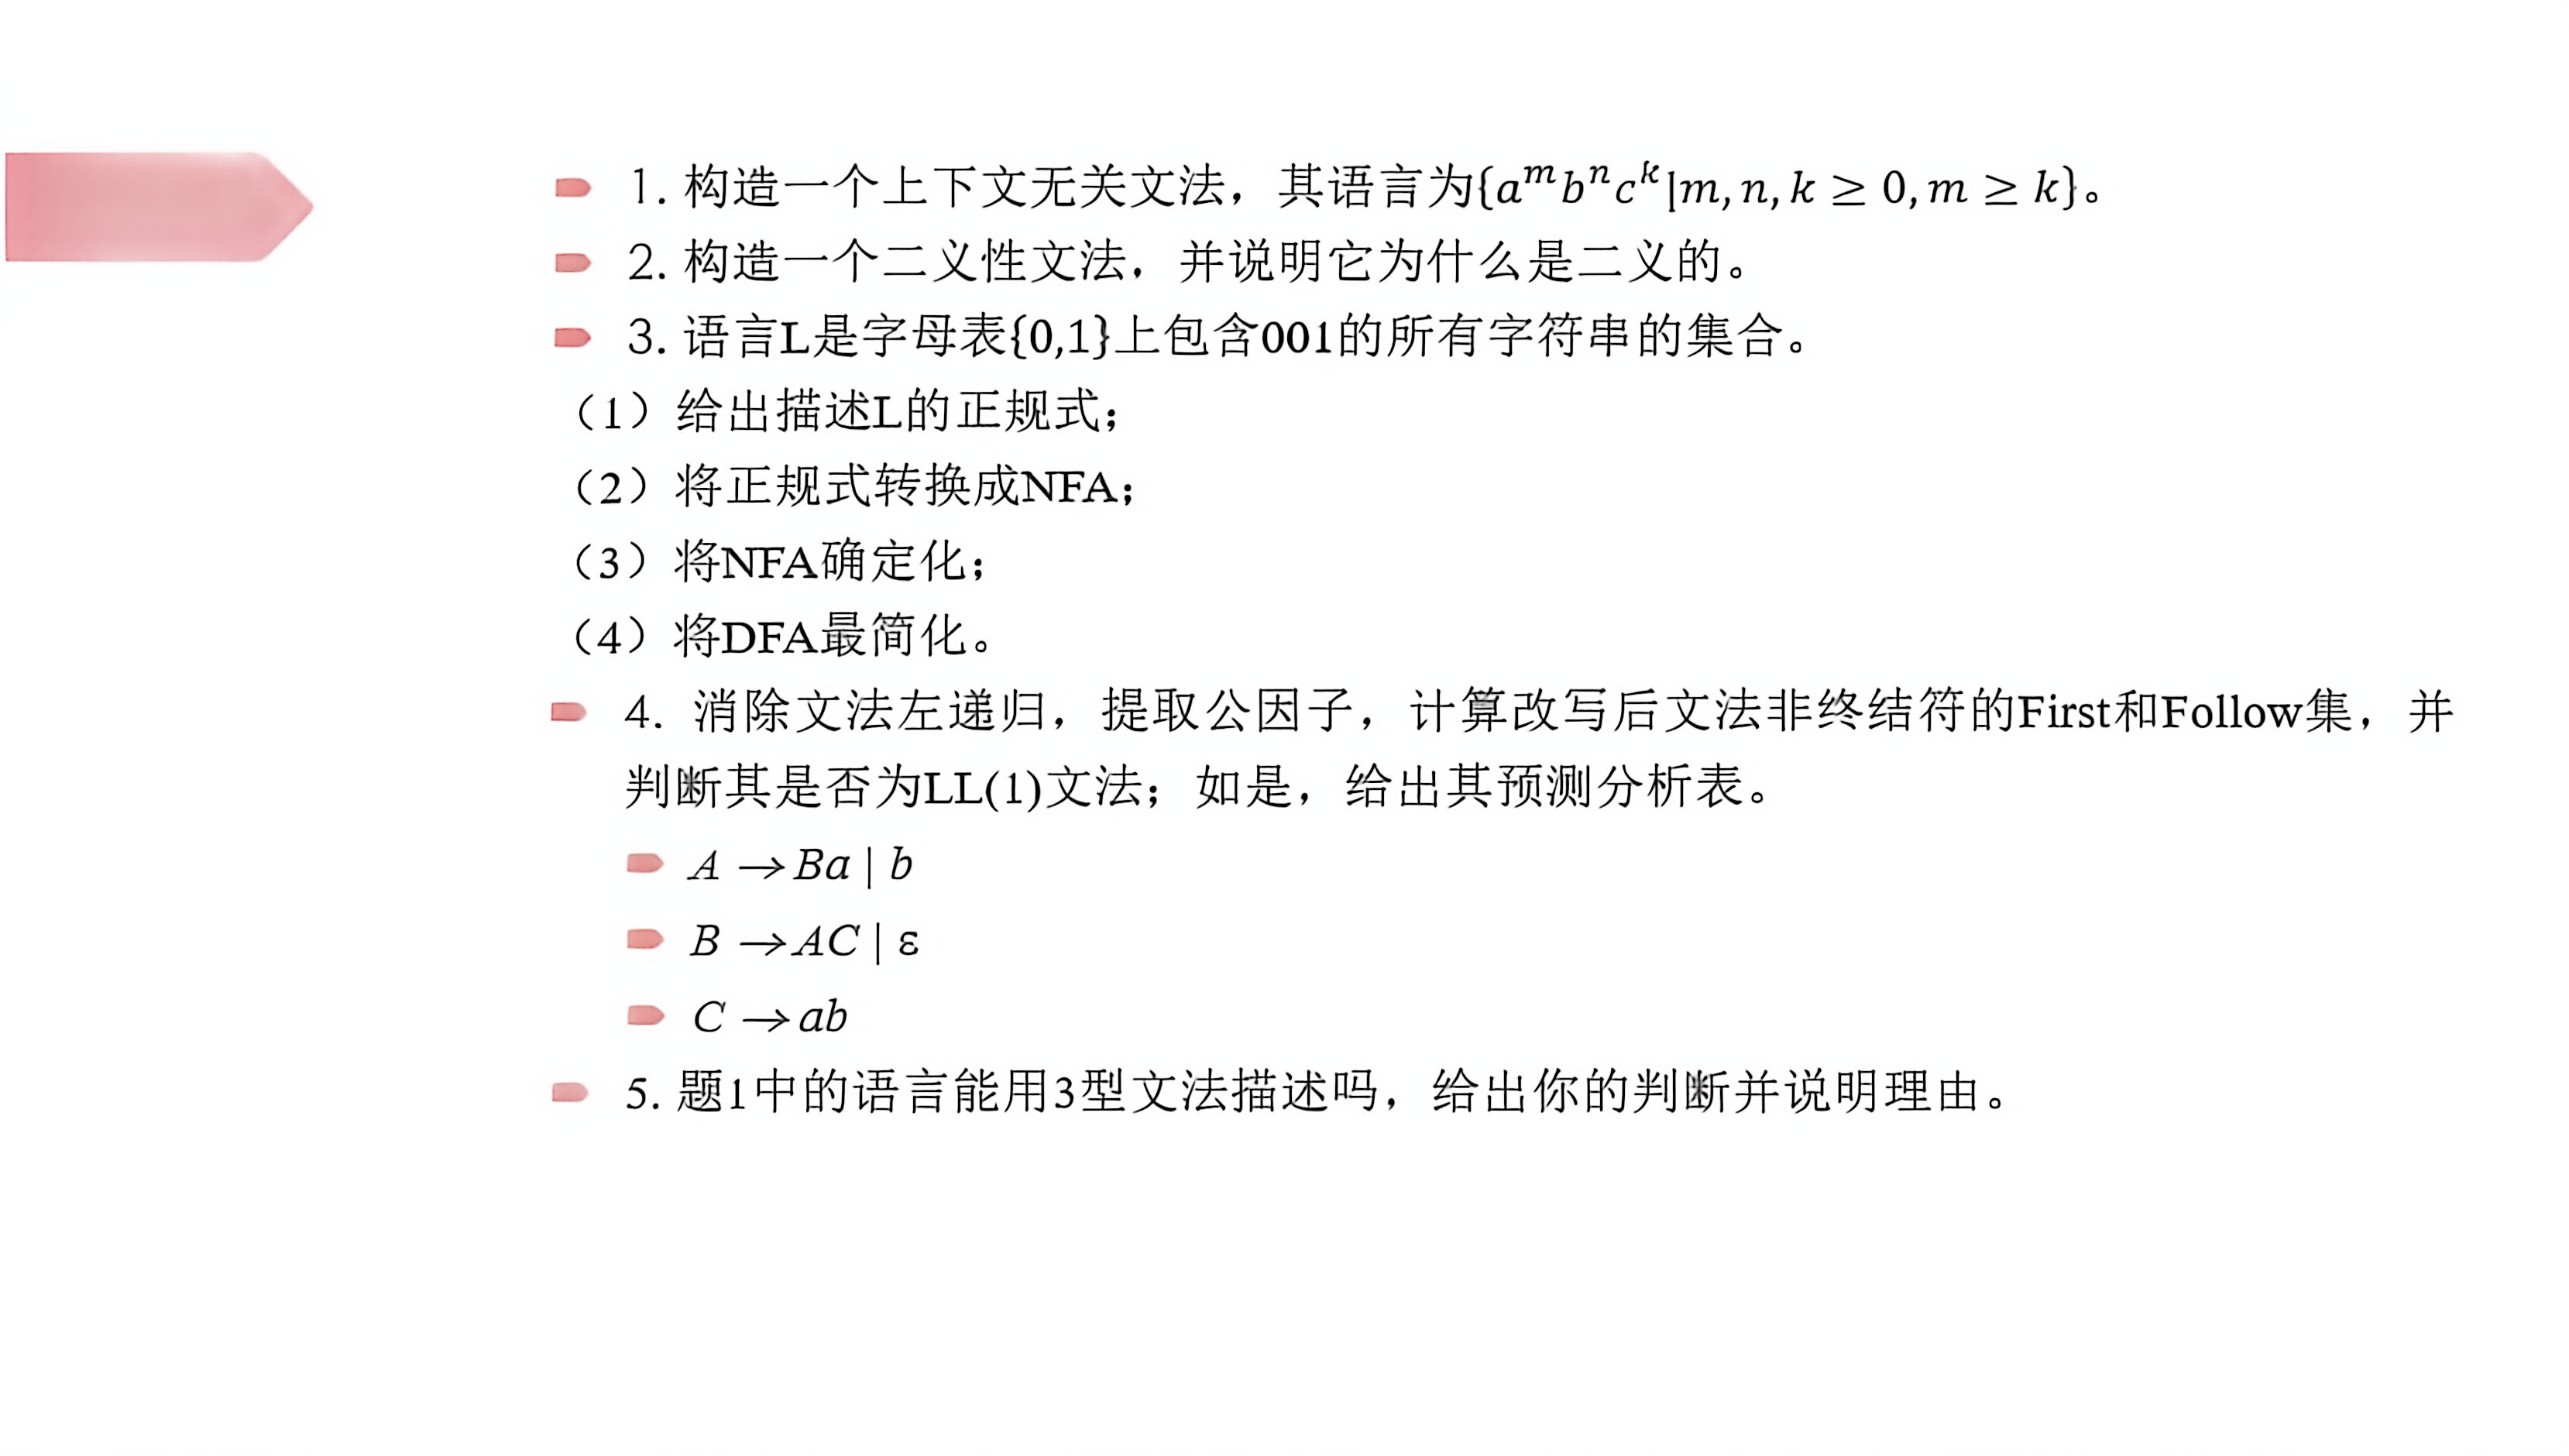 1. 构造一个上下文无关文法，其语言为{a^m b^n c^k|m, n, k ≥ 0, m ≥ k}。
2. 构造一个二义性文法，并说明它为什么是二义的。
3. 语言L是字母表{0,1}上包含001的所有字符串的集合。
（1）给出描述L的正规式；
（2）将正规式转换成NFA；
（3）将NFA确定化；
（4）将DFA最简化。
4. 消除文法左递归，提取公因子，计算改写后文法非终结符的First和Follow集，并
判断其是否为LL(1)文法；如是，给出其预测分析表。
A →Ba | b
B →AC | ε
C →ab
5. 题1中的语言能用3型文法描述吗，给出你的判断并说明理由。